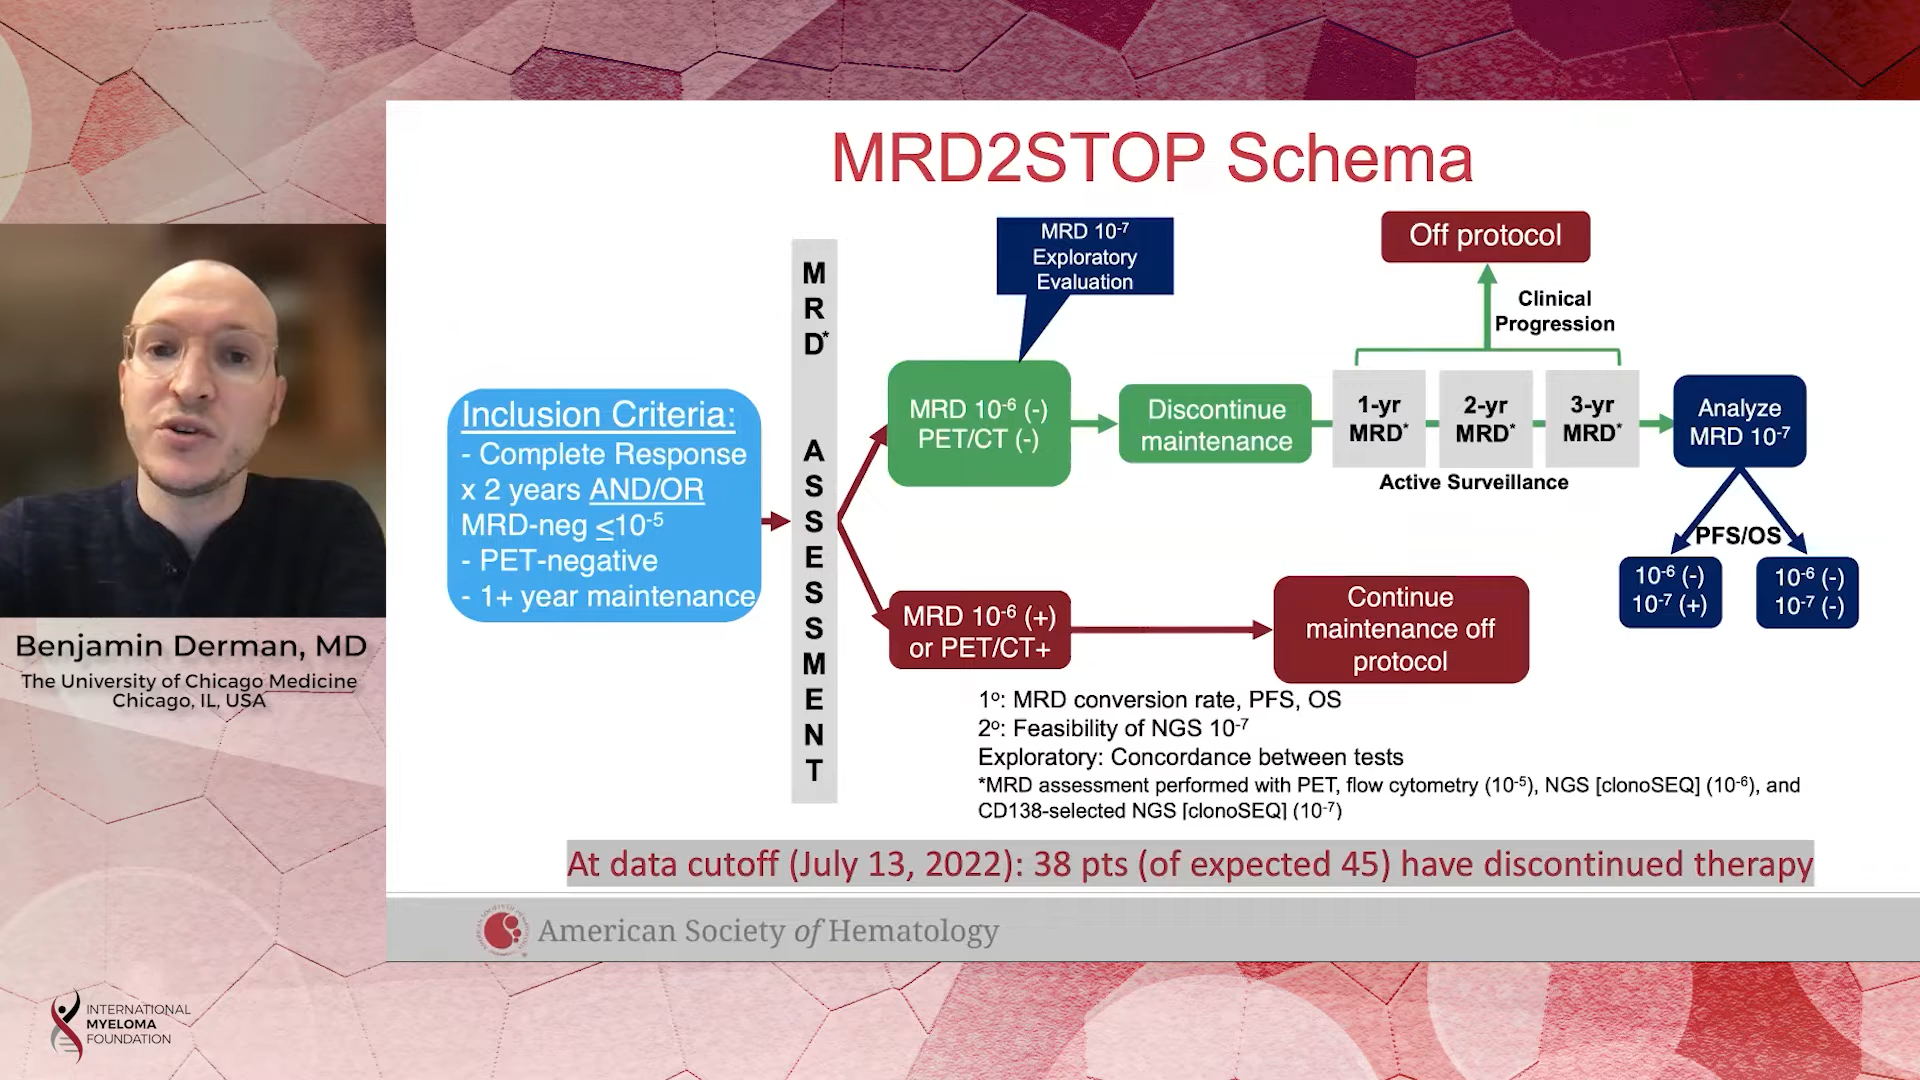 MRD2STOP Schema
MRD 10⁻⁷
Exploratory
Evaluation
Off protocol
Clinical
Progression
M
R
D*
A
S
S
E
S
S
M
E
N
T
Inclusion Criteria:
- Complete Response
x 2 years AND/OR
MRD-neg ≤10⁻⁵
- PET-negative
- 1+ year maintenance
MRD 10⁻⁶ (-)
PET/CT (-)
Discontinue
maintenance
1-yr
MRD*
2-yr
MRD*
3-yr
MRD*
Active Surveillance
Analyze
MRD 10⁻⁷
PFS/OS
10⁻⁶ (-)
10⁻⁷ (+)
10⁻⁶ (-)
10⁻⁷ (-)
MRD 10⁻⁶ (+)
or PET/CT+
Continue
maintenance off
protocol
1º: MRD conversion rate, PFS, OS
2º: Feasibility of NGS 10⁻⁷
Exploratory: Concordance between tests
*MRD assessment performed with PET, flow cytometry (10⁻⁵), NGS [clonoSEQ] (10⁻⁶), and
CD138-selected NGS [clonoSEQ] (10⁻⁷)
At data cutoff (July 13, 2022): 38 pts (of expected 45) have discontinued therapy
American Society of Hematology
Benjamin Derman, MD
The University of Chicago Medicine
Chicago, IL, USA
INTERNATIONAL
MYELOMA
FOUNDATION